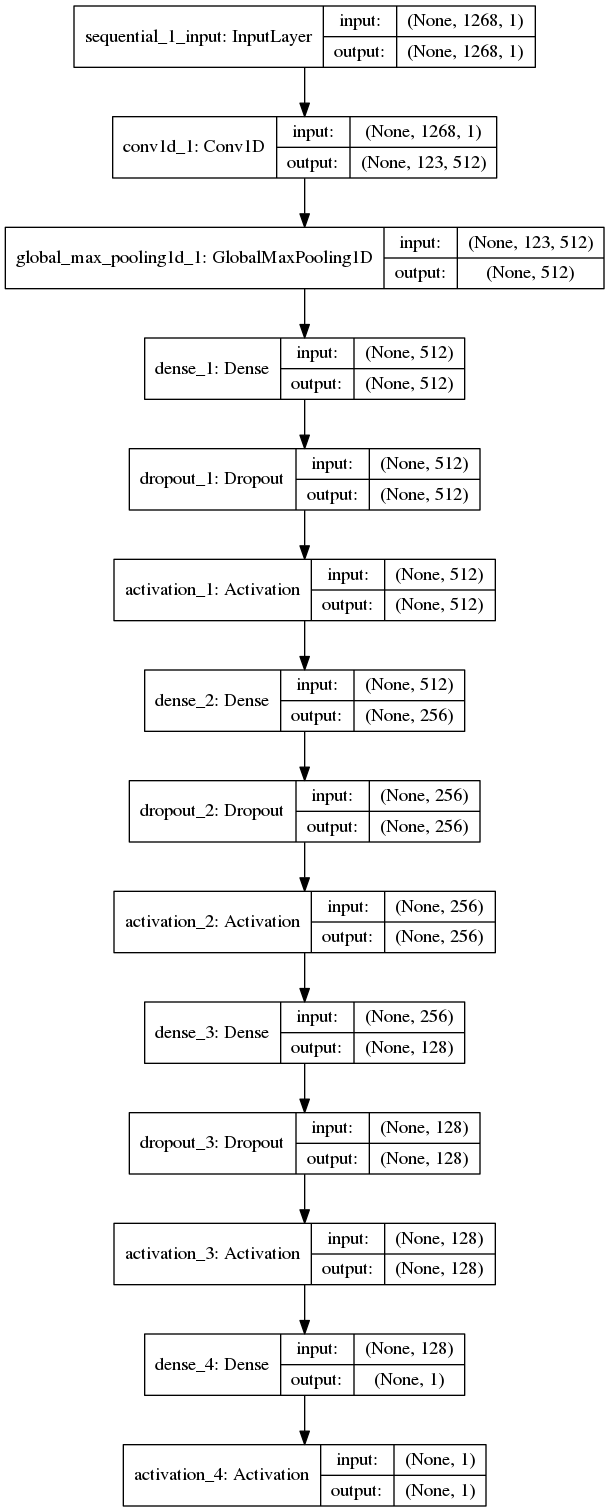 sequential_1_input: InputLayer
input: (None, 1268, 1)
output: (None, 1268, 1)
conv1d_1: Conv1D
input: (None, 1268, 1)
output: (None, 123, 512)
global_max_pooling1d_1: GlobalMaxPooling1D
input: (None, 123, 512)
output: (None, 512)
dense_1: Dense
input: (None, 512)
output: (None, 512)
dropout_1: Dropout
input: (None, 512)
output: (None, 512)
activation_1: Activation
input: (None, 512)
output: (None, 512)
dense_2: Dense
input: (None, 512)
output: (None, 256)
dropout_2: Dropout
input: (None, 256)
output: (None, 256)
activation_2: Activation
input: (None, 256)
output: (None, 256)
dense_3: Dense
input: (None, 256)
output: (None, 128)
dropout_3: Dropout
input: (None, 128)
output: (None, 128)
activation_3: Activation
input: (None, 128)
output: (None, 128)
dense_4: Dense
input: (None, 128)
output: (None, 1)
activation_4: Activation
input: (None, 1)
output: (None, 1)